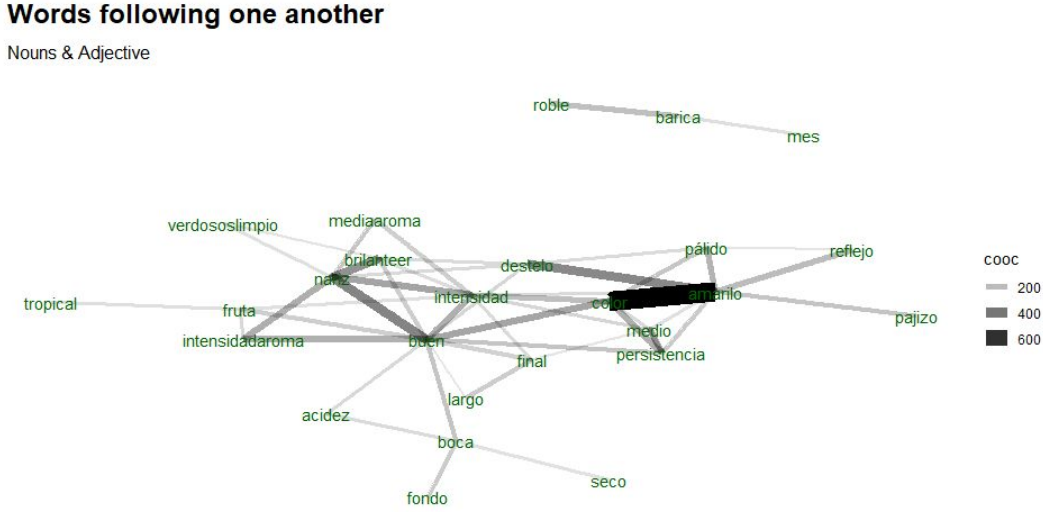 Words following one another
Nouns & Adjective
roble
barica
mes
verdososlimpio
mediaaroma
brilanteer
nariz
destelo
pálido
reflejo
cooc
200
400
600
tropical
fruta
intensidad
color
amarilo
pajizo
intensidadaroma
buen
medio
persistencia
final
largo
acidez
boca
seco
fondo